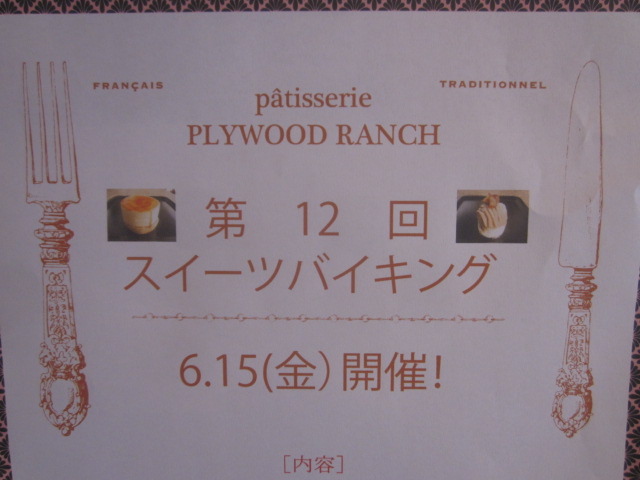 FRANÇAIS
TRADITIONNEL
pâtisserie
PLYWOOD RANCH
第 12 回
スイーツバイキング
6.15(金)開催!
[内容]